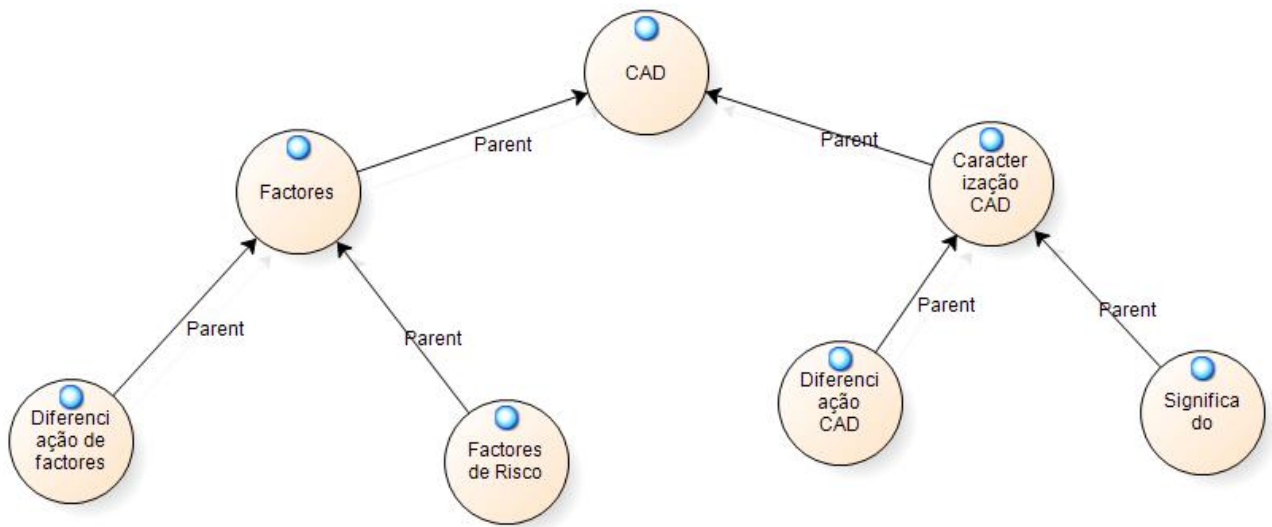 CAD
Parent
Parent
Factores
Caracter
ização
CAD
Parent
Parent
Parent
Parent
Diferenci
ação de
factores
Factores
de Risco
Diferenci
ação
CAD
Significa
do